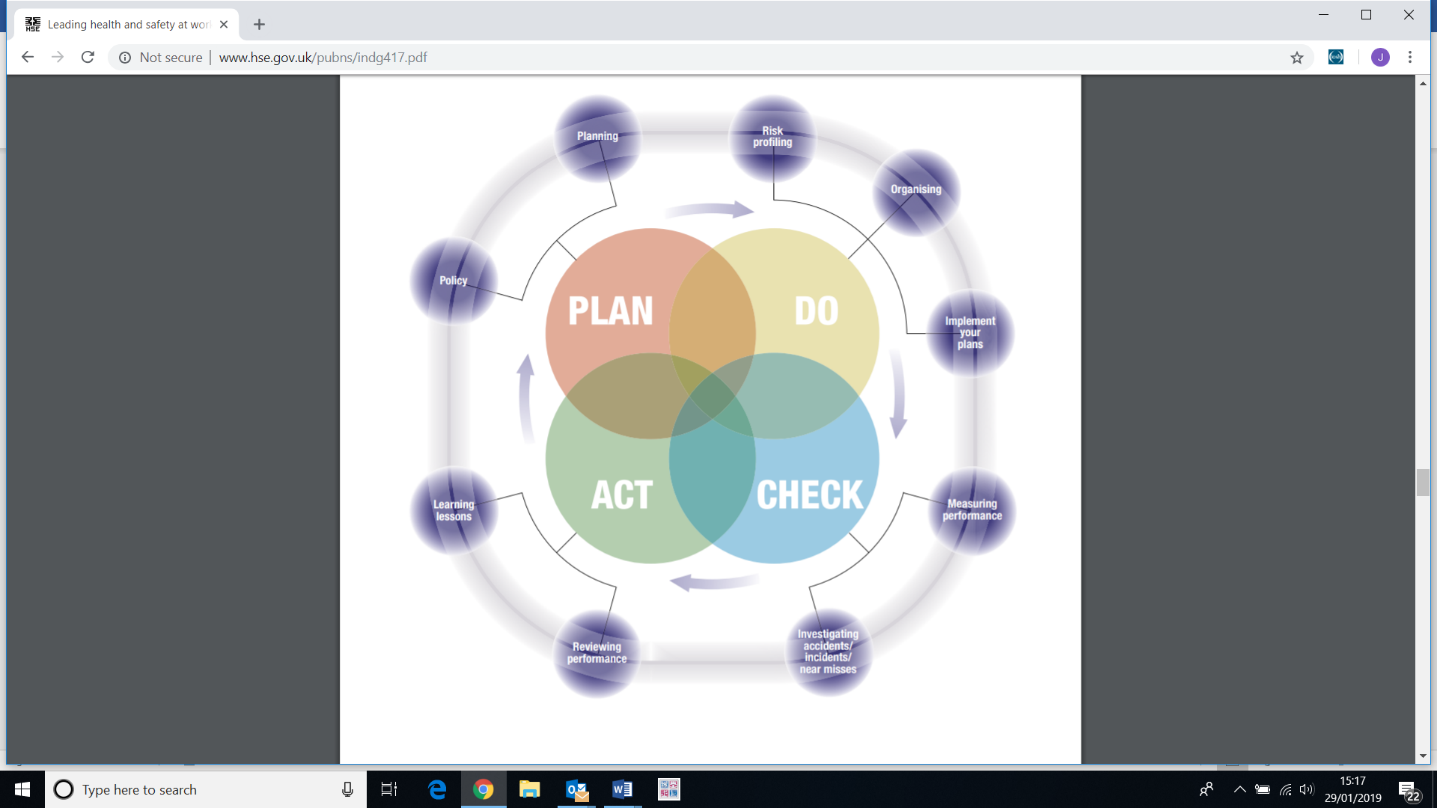 Leading health and safety at wor
Not secure | www.hse.gov.uk/pubns/indg417.pdf
J
Planning
Risk
profiling
Organising
Policy
Implement
your
plans
PLAN
DO
ACT
CHECK
Learning
lessons
Measuring
performance
Reviewing
performance
Investigating
accidents/
incidents/
near misses
Type here to search
15:17
29/01/2019
22